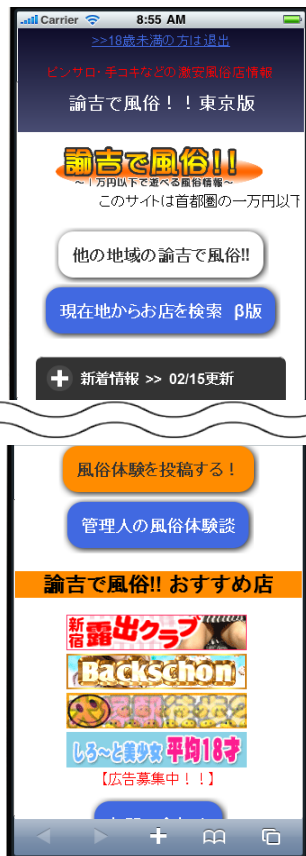 Carrier 8:55 AM
>>18歳未満の方は退出
ピンサロ・手コキなどの激安風俗店情報
諭吉で風俗！！東京版
諭吉で風俗!!
～1万円以下で遊べる風俗情報～
このサイトは首都圏の一万円以下
他の地域の諭吉で風俗!!
現在地からお店を検索 β版
新着情報 >> 02/15更新
風俗体験を投稿する！
管理人の風俗体験談
諭吉で風俗!! おすすめ店
新宿露出クラブ
Backschon
しろ～と美少女 平均18才
【広告募集中！！】